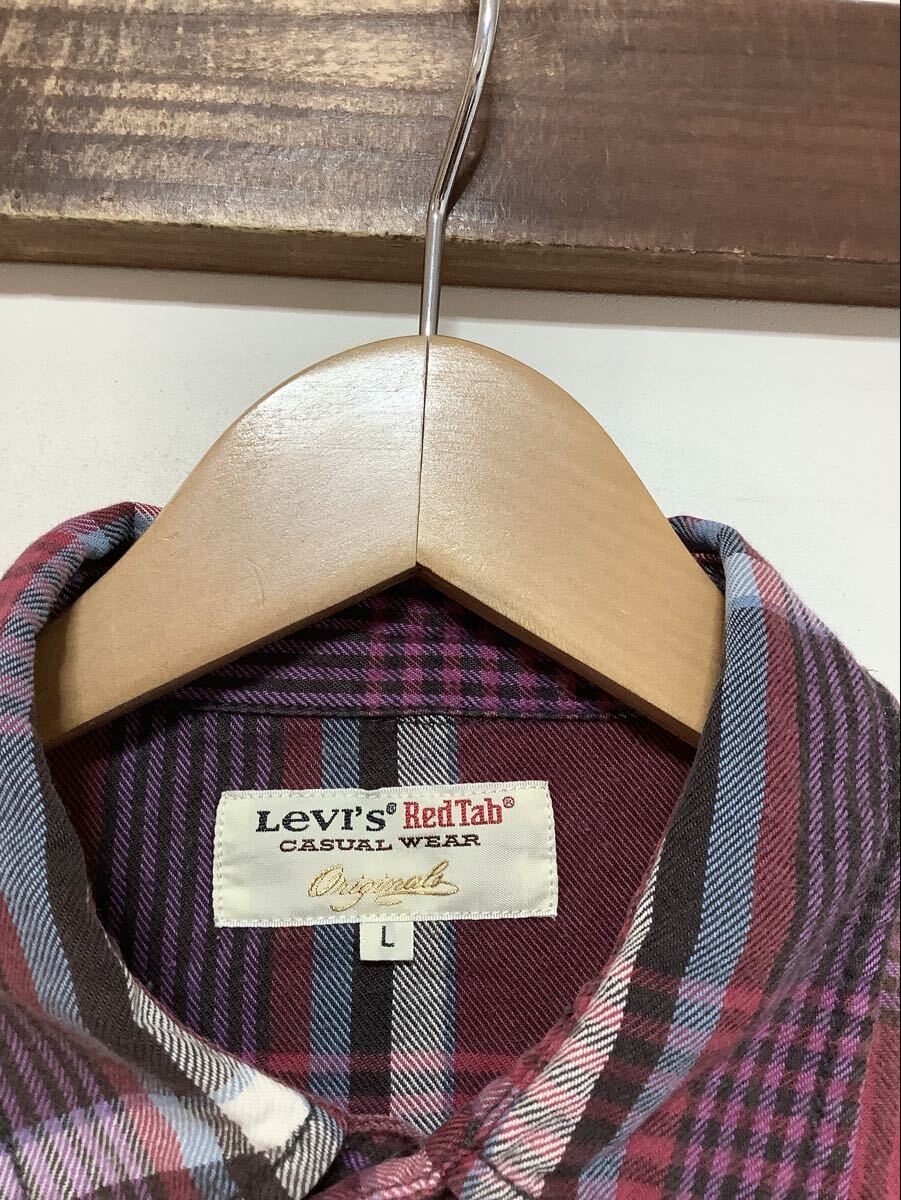 Levi's® RedTab®
CASUAL WEAR
Originals
L